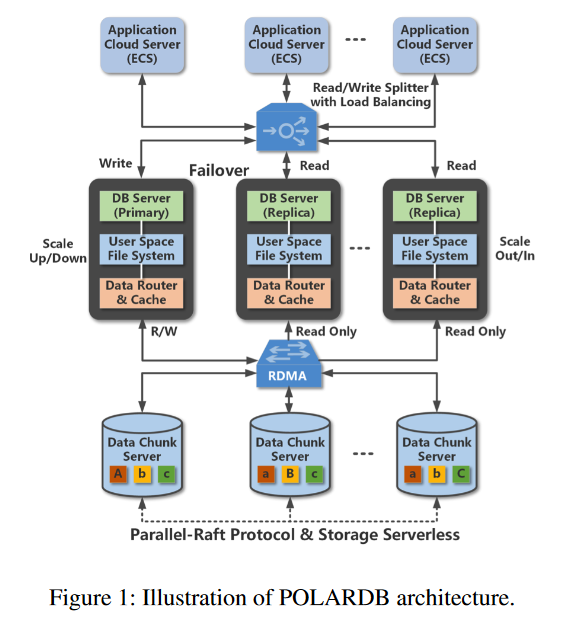 Application
Cloud Server
(ECS)
Application
Cloud Server
(ECS)
Application
Cloud Server
(ECS)
Read/Write Splitter
with Load Balancing
Write
Failover
Read
Read
DB Server
(Primary)
User Space
File System
Data Router
& Cache
DB Server
(Replica)
User Space
File System
Data Router
& Cache
DB Server
(Replica)
User Space
File System
Data Router
& Cache
Scale
Up/Down
Scale
Out/In
R/W
Read Only
Read Only
RDMA
Data Chunk
Server
A b c
Data Chunk
Server
a B c
Data Chunk
Server
a b C
Parallel-Raft Protocol & Storage Serverless
Figure 1: Illustration of POLARDB architecture.